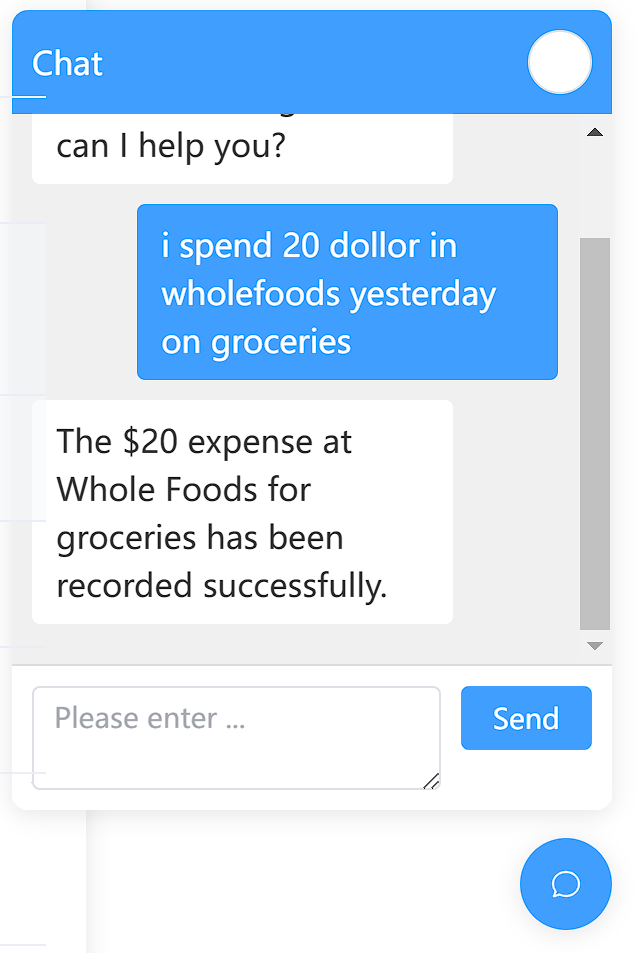 Chat
can I help you?
i spend 20 dollor in
wholefoods yesterday
on groceries
The $20 expense at
Whole Foods for
groceries has been
recorded successfully.
Please enter ...
Send